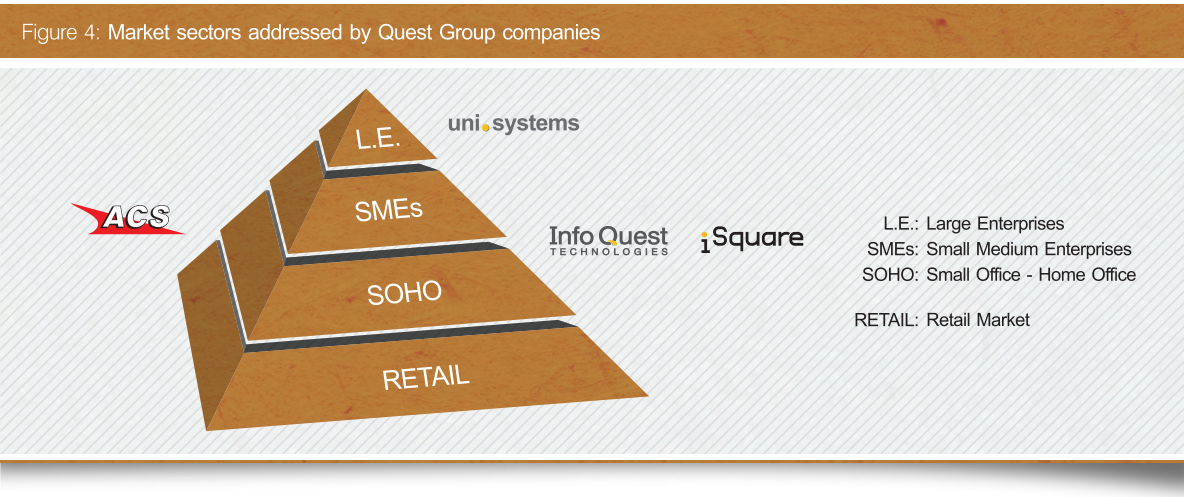 Figure 4: Market sectors addressed by Quest Group companies
L.E.
uni.systems
SMEs
ACS
Info Quest
TECHNOLOGIES
iSquare
SOHO
RETAIL
L.E.: Large Enterprises
SMEs: Small Medium Enterprises
SOHO: Small Office - Home Office
RETAIL: Retail Market